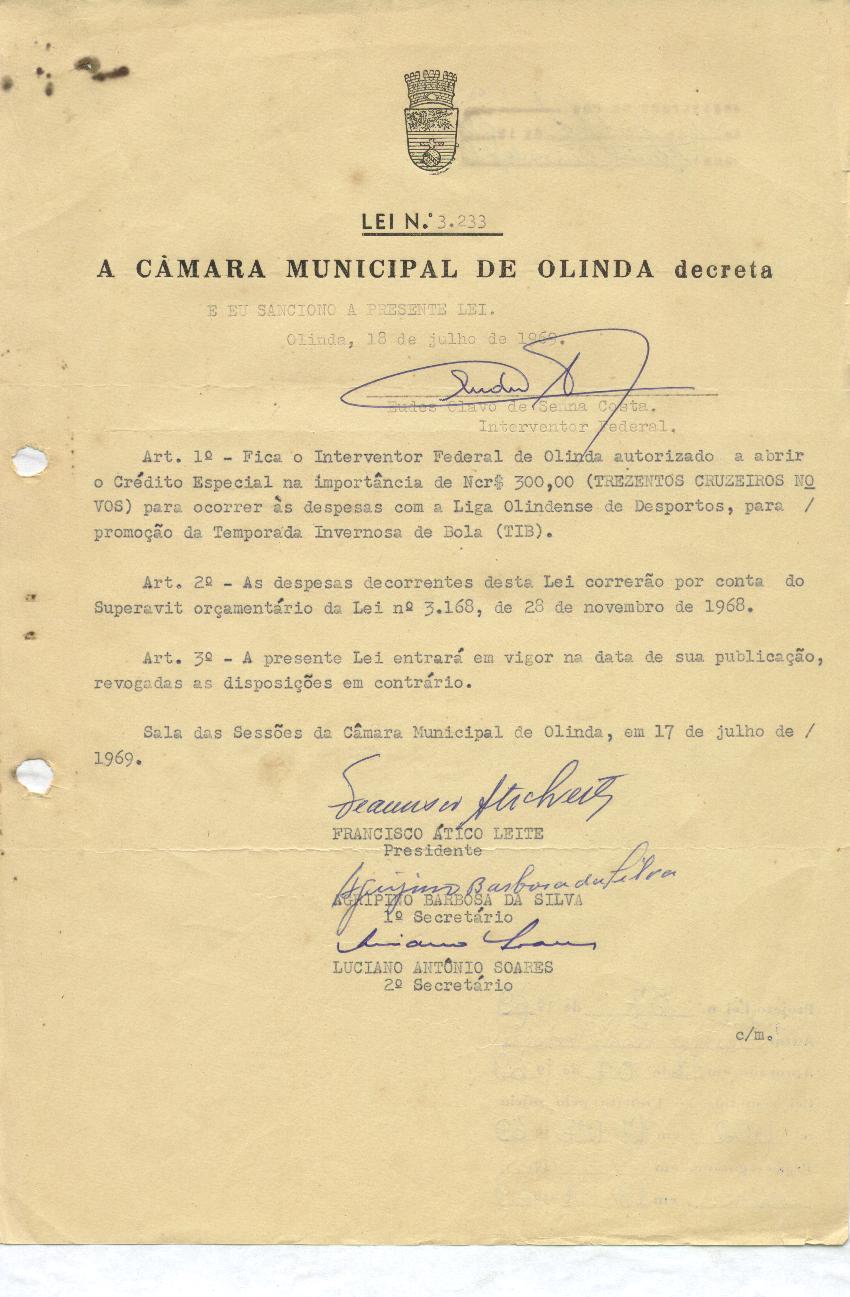 LEI N.º 3.233
A CÂMARA MUNICIPAL DE OLINDA decreta
E EU SANCIONO A PRESENTE LEI.
Olinda, 18 de julho de 1969.
Eudes Olavo de Senna Costa.
Interventor Federal.
Art. 1º - Fica o Interventor Federal de Olinda autorizado a abrir
o Crédito Especial na importância de Ncr$ 300,00 (TREZENTOS CRUZEIROS NO
VOS) para ocorrer às despesas com a Liga Olindense de Desportos, para /
promoção da Temporada Invernosa de Bola (TIB).
Art. 2º - As despesas decorrentes desta Lei correrão por conta do
Superavit orçamentário da Lei nº 3.168, de 28 de novembro de 1968.
Art. 3º - A presente Lei entrará em vigor na data de sua publicação,
revogadas as disposições em contrário.
Sala das Sessões da Câmara Municipal de Olinda, em 17 de julho de /
1969.
FRANCISCO ÁTICO LEITE
Presidente
Agripino Barbosa da Silva
AGRIPINO BARBOSA DA SILVA
1º Secretário
Luciano Soares
LUCIANO ANTÔNIO SOARES
2º Secretário
c/m.